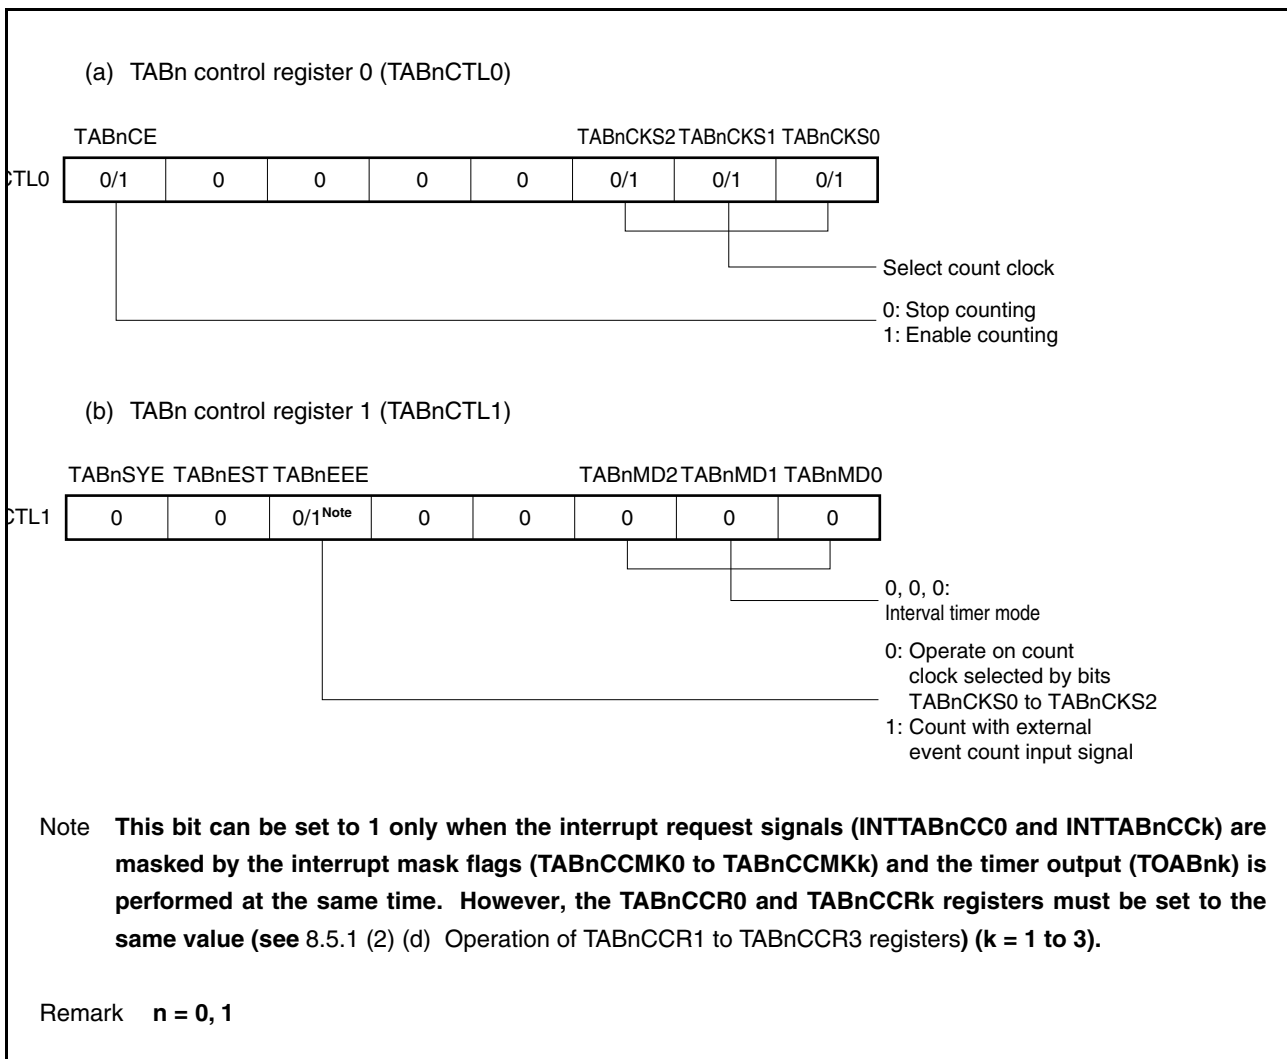 (a) TABn control register 0 (TABnCTL0)
TABnCE TABnCKS2 TABnCKS1 TABnCKS0
CTL0 0/1 0 0 0 0 0/1 0/1 0/1
Select count clock
0: Stop counting
1: Enable counting
(b) TABn control register 1 (TABnCTL1)
TABnSYE TABnEST TABnEEE TABnMD2 TABnMD1 TABnMD0
CTL1 0 0 0/1Note 0 0 0 0 0
0, 0, 0:
Interval timer mode
0: Operate on count
clock selected by bits
TABnCKS0 to TABnCKS2
1: Count with external
event count input signal
Note This bit can be set to 1 only when the interrupt request signals (INTTABnCC0 and INTTABnCCk) are
masked by the interrupt mask flags (TABnCCMK0 to TABnCCMKk) and the timer output (TOABnk) is
performed at the same time. However, the TABnCCR0 and TABnCCRk registers must be set to the
same value (see 8.5.1 (2) (d) Operation of TABnCCR1 to TABnCCR3 registers) (k = 1 to 3).
Remark n = 0, 1